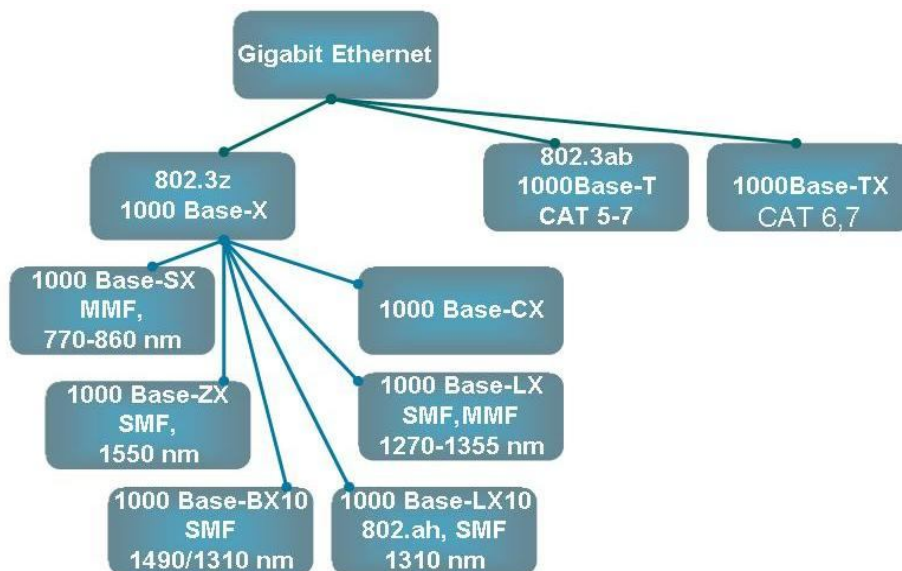 Gigabit Ethernet
802.3z
1000 Base-X
802.3ab
1000Base-T
CAT 5-7
1000Base-TX
CAT 6,7
1000 Base-SX
MMF,
770-860 nm
1000 Base-CX
1000 Base-ZX
SMF,
1550 nm
1000 Base-LX
SMF,MMF
1270-1355 nm
1000 Base-BX10
SMF
1490/1310 nm
1000 Base-LX10
802.ah, SMF
1310 nm